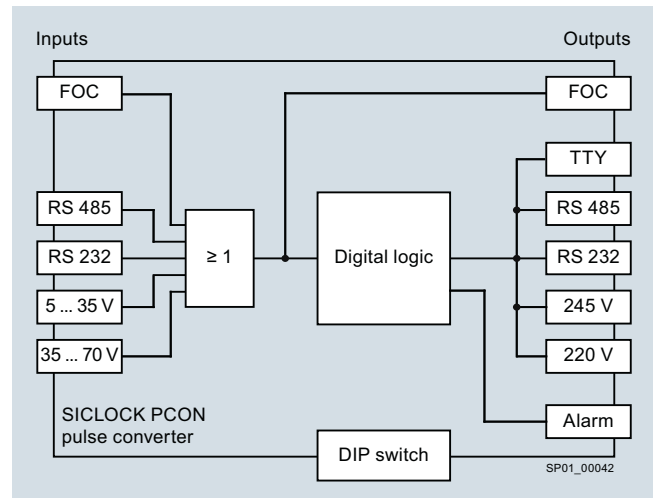 Inputs
Outputs
FOC
FOC
TTY
RS 485
RS 485
RS 232
≥ 1
Digital logic
RS 232
5 ... 35 V
245 V
35 ... 70 V
220 V
SICLOCK PCON
pulse converter
Alarm
DIP switch
SP01_00042